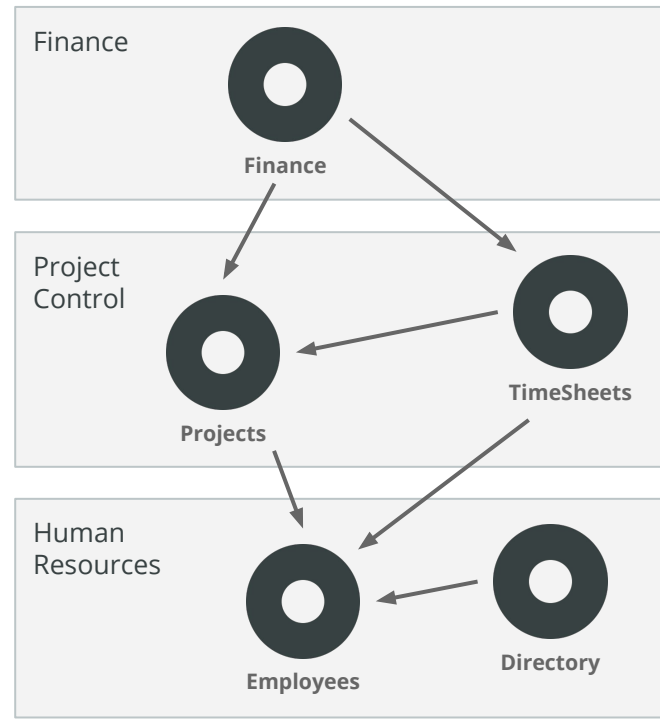 Finance
Finance
Project
Control
TimeSheets
Projects
Human
Resources
Directory
Employees